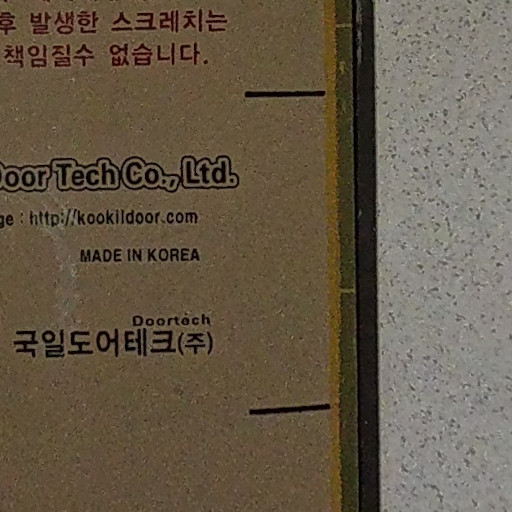 후 발생한 스크레치는
책임질수 없습니다.
Door Tech Co., Ltd.
ge : http://kookildoor.com
MADE IN KOREA
Doortech
국일도어테크(주)